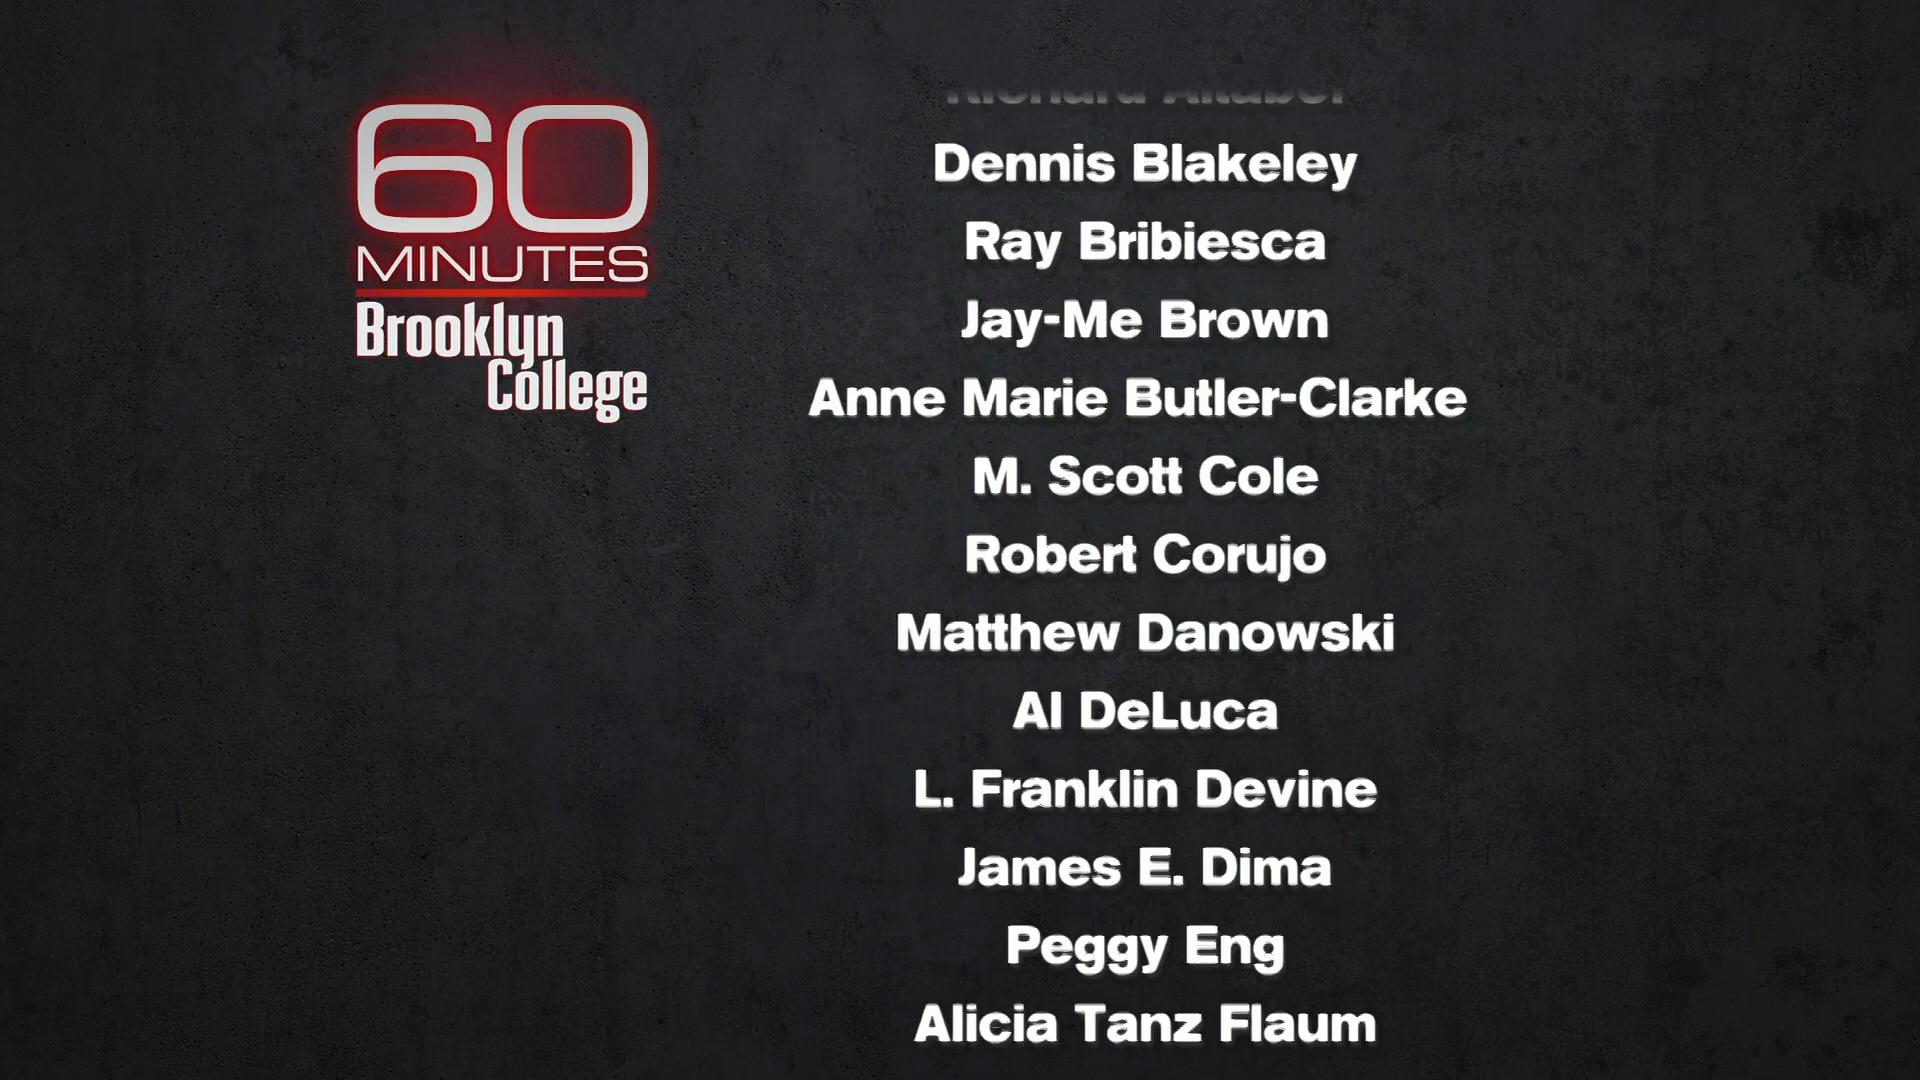 60
MINUTES
Brooklyn
College
Dennis Blakeley
Ray Bribiesca
Jay-Me Brown
Anne Marie Butler-Clarke
M. Scott Cole
Robert Corujo
Matthew Danowski
Al DeLuca
L. Franklin Devine
James E. Dima
Peggy Eng
Alicia Tanz Flaum